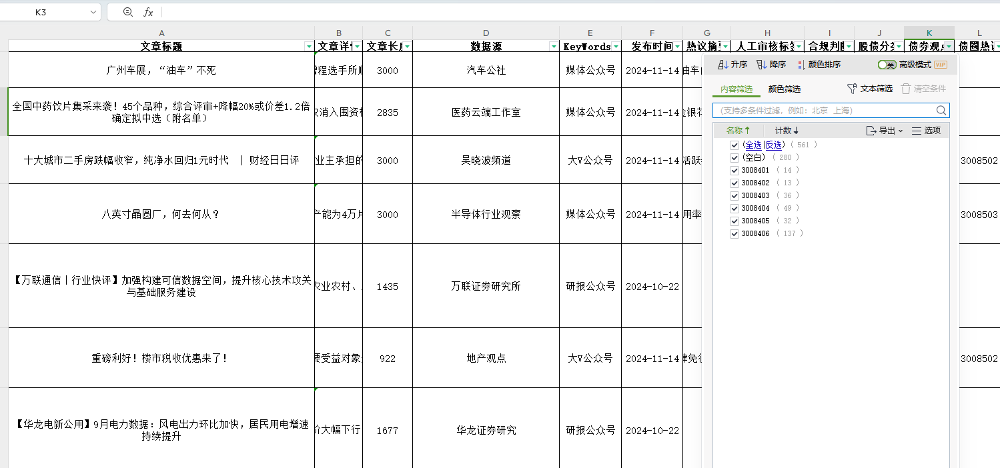 K3
fx
A B C D E F G H I J K L
文章标题 文章详 文章长 数据源 KeyWords 发布时间 热议摘 人工审核标 合规判 股债分 债券观 债圈热议
广州车展，“油车”不死 程选手所 3000 汽车公社 媒体公众号 2024-11-14 油车
全国中药饮片集采来袭！45个品种，综合评审+降幅20%或价差1.2倍
确定拟中选（附名单） 消入围资格 2835 医药云端工作室 媒体公众号 2024-11-14 金银花
十大城市二手房跌幅收窄，纯净水回归1元时代 | 财经日日评 业主承担的 3000 吴晓波频道 大V公众号 2024-11-14 活跃 3008502
八英寸晶圆厂，何去何从？ 产能为4万片 3000 半导体行业观察 媒体公众号 2024-11-14 用率 3008503
【万联通信|行业快评】加强构建可信数据空间，提升核心技术攻关
与基础服务建设 农业农村、 1435 万联证券研究所 研报公众号 2024-10-22
重磅利好！楼市税收优惠来了！ 要受益对象 922 地产观点 大V公众号 2024-11-14 免征 3008502
【华龙电新公用】9月电力数据：风电出力环比加快，居民用电增速
持续提升 价大幅下行 1677 华龙证券研究 研报公众号 2024-10-22
升序 降序 颜色排序 关 高级模式 VIP
内容筛选 颜色筛选 文本筛选 清空条件
(支持多条件过滤，例如：北京 上海)
名称↑ 计数↓ 导出 选项
(全选|反选) ( 561 )
(空白) ( 280 )
3008401 ( 14 )
3008402 ( 13 )
3008403 ( 36 )
3008404 ( 49 )
3008405 ( 32 )
3008406 ( 137 )